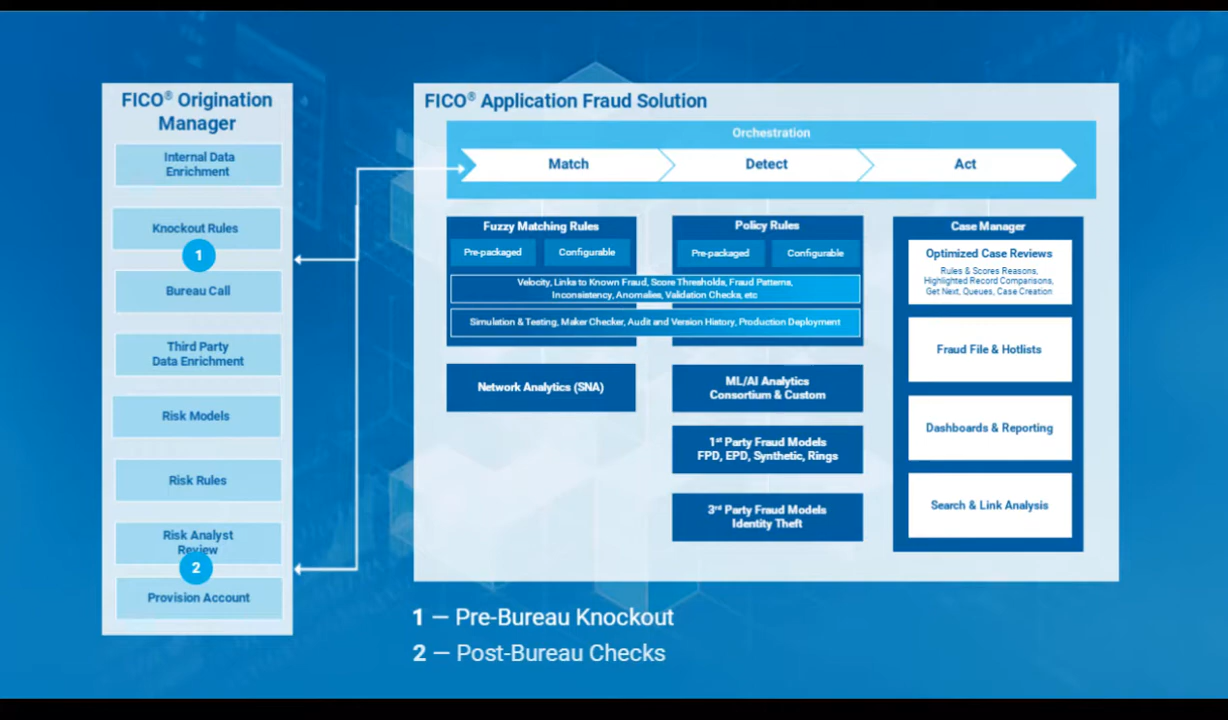 FICO® Origination
Manager
Internal Data
Enrichment
Knockout Rules
1
Bureau Call
Third Party
Data Enrichment
Risk Models
Risk Rules
Risk Analyst
Review
2
Provision Account
FICO® Application Fraud Solution
Orchestration
Match
Detect
Act
Fuzzy Matching Rules
Pre-packaged
Configurable
Policy Rules
Pre-packaged
Configurable
Velocity, Links to Known Fraud, Score Thresholds, Fraud Patterns,
Inconsistency, Anomalies, Validation Checks, etc
Simulation & Testing, Maker Checker, Audit and Version History, Production Deployment
Network Analytics (SNA)
ML/AI Analytics
Consortium & Custom
1st Party Fraud Models
FPD, EPD, Synthetic, Rings
3rd Party Fraud Models
Identity Theft
Case Manager
Optimized Case Reviews
Rules & Scores Reasons,
Highlighted Record Comparisons,
Get Next, Queues, Case Creation
Fraud File & Hotlists
Dashboards & Reporting
Search & Link Analysis
1 — Pre-Bureau Knockout
2 — Post-Bureau Checks